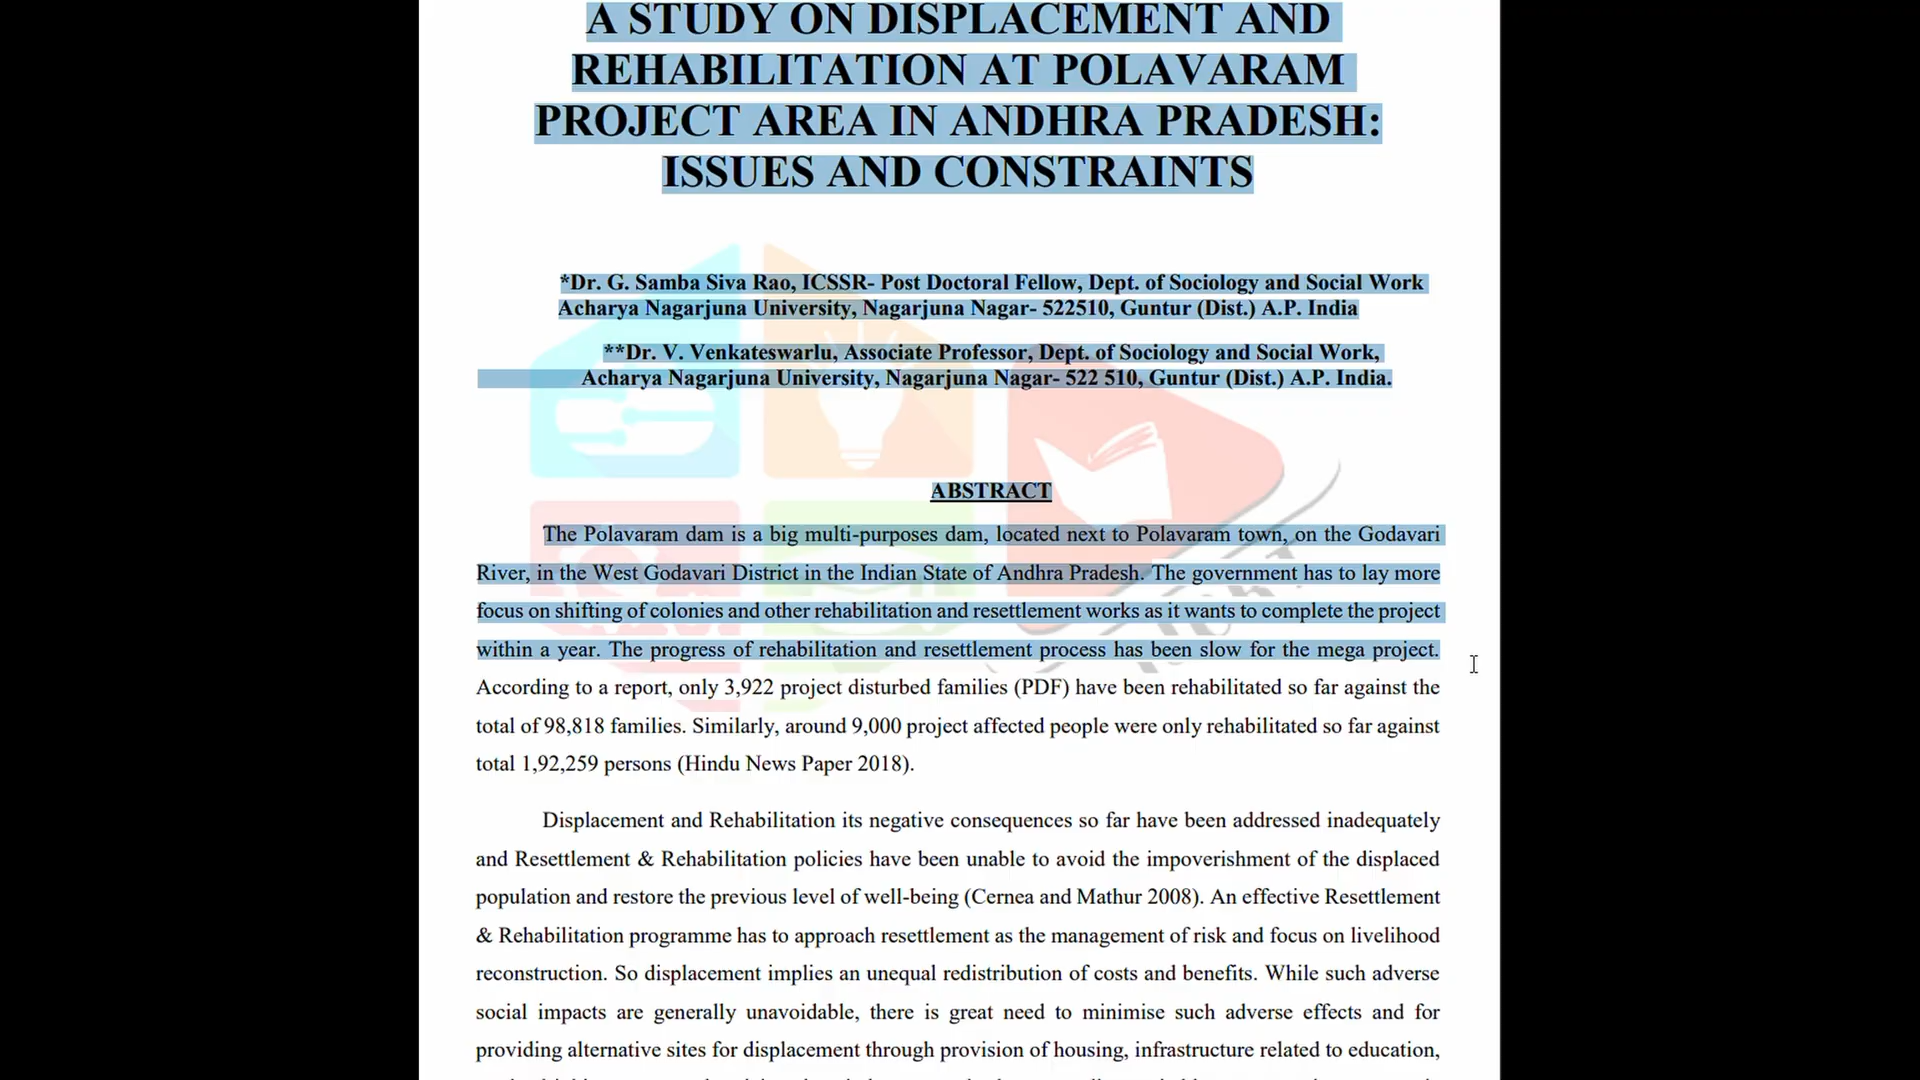 A STUDY ON DISPLACEMENT AND
REHABILITATION AT POLAVARAM
PROJECT AREA IN ANDHRA PRADESH:
ISSUES AND CONSTRAINTS
*Dr. G. Samba Siva Rao, ICSSR- Post Doctoral Fellow, Dept. of Sociology and Social Work
Acharya Nagarjuna University, Nagarjuna Nagar- 522510, Guntur (Dist.) A.P. India
**Dr. V. Venkateswarlu, Associate Professor, Dept. of Sociology and Social Work,
Acharya Nagarjuna University, Nagarjuna Nagar- 522 510, Guntur (Dist.) A.P. India.
ABSTRACT
The Polavaram dam is a big multi-purposes dam, located next to Polavaram town, on the Godavari
River, in the West Godavari District in the Indian State of Andhra Pradesh. The government has to lay more
focus on shifting of colonies and other rehabilitation and resettlement works as it wants to complete the project
within a year. The progress of rehabilitation and resettlement process has been slow for the mega project.
According to a report, only 3,922 project disturbed families (PDF) have been rehabilitated so far against the
total of 98,818 families. Similarly, around 9,000 project affected people were only rehabilitated so far against
total 1,92,259 persons (Hindu News Paper 2018).
Displacement and Rehabilitation its negative consequences so far have been addressed inadequately
and Resettlement & Rehabilitation policies have been unable to avoid the impoverishment of the displaced
population and restore the previous level of well-being (Cernea and Mathur 2008). An effective Resettlement
& Rehabilitation programme has to approach resettlement as the management of risk and focus on livelihood
reconstruction. So displacement implies an unequal redistribution of costs and benefits. While such adverse
social impacts are generally unavoidable, there is great need to minimise such adverse effects and for
providing alternative sites for displacement through provision of housing, infrastructure related to education,